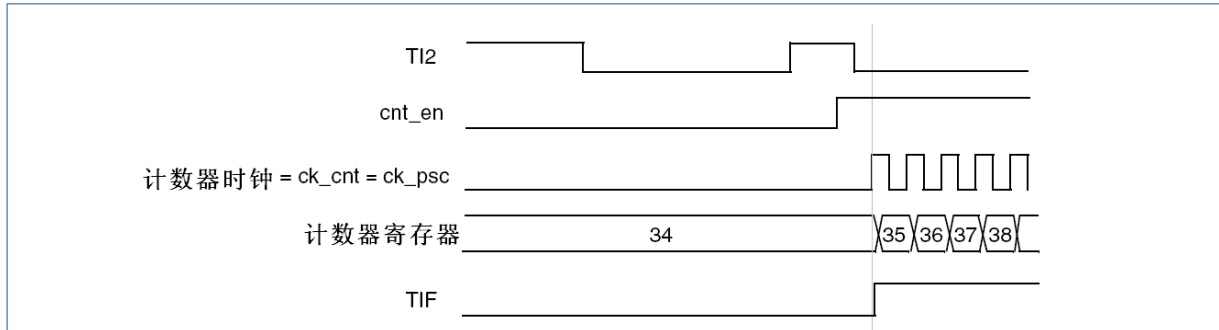 TI2
cnt_en
计数器时钟 = ck_cnt = ck_psc
计数器寄存器 34 35 36 37 38
TIF